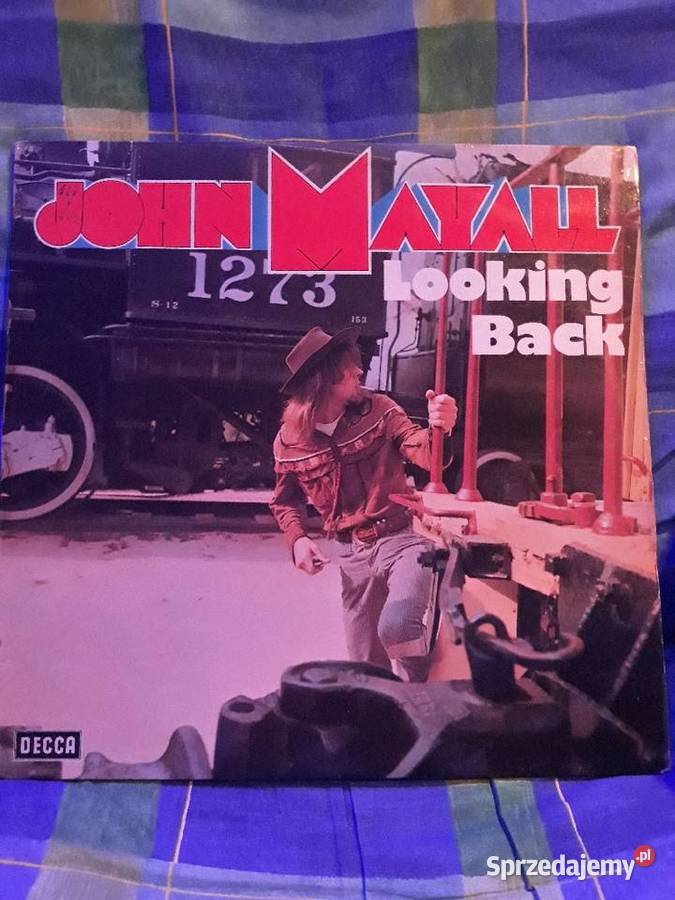 JOHN MAYALL
1273
S-12
153
Looking
Back
DECCA
Sprzedajemy.pl